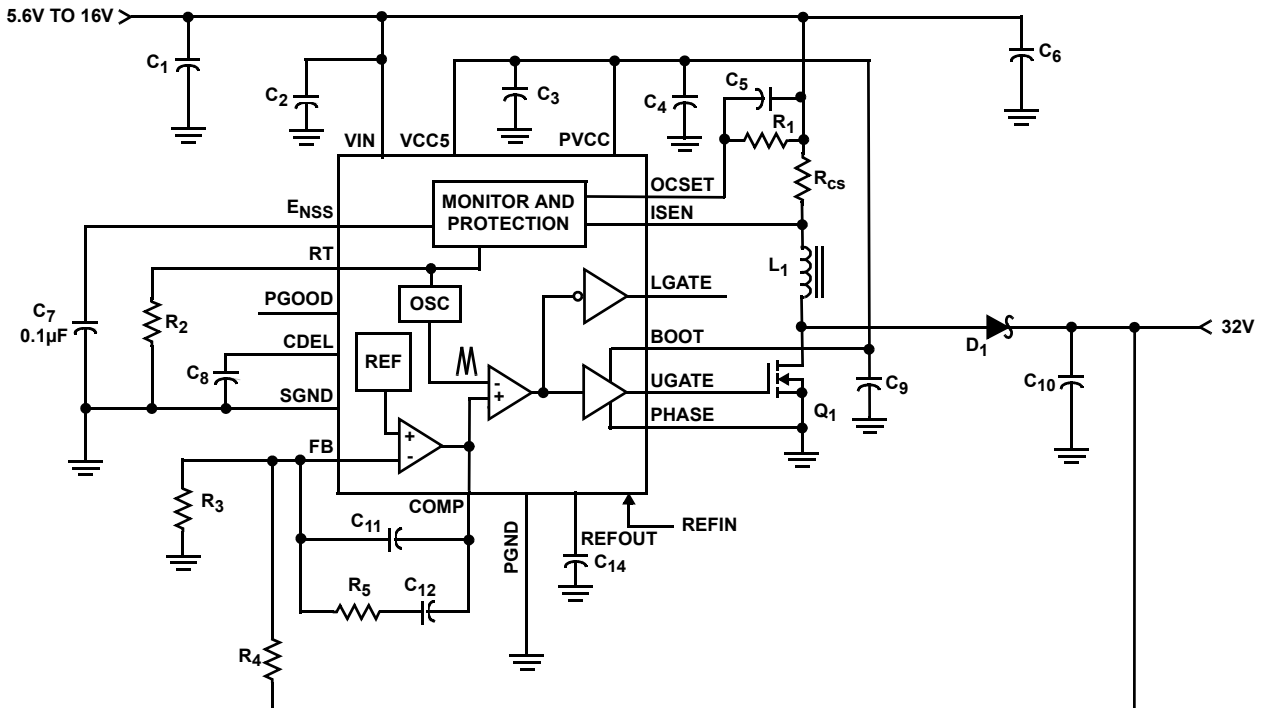 5.6V TO 16V
C1
C2
C3
C4
C5
C6
R1
RCS
VIN
VCC5
PVCC
OCSET
MONITOR AND
PROTECTION
ISEN
ENSS
RT
L1
LGATE
PGOOD
OSC
C7
0.1µF
R2
32V
CDEL
BOOT
D1
REF
C8
UGATE
C9
C10
SGND
PHASE
Q1
-
+
+
-
FB
COMP
R3
C11
PGND
REFOUT
REFIN
C14
R5
C12
R4